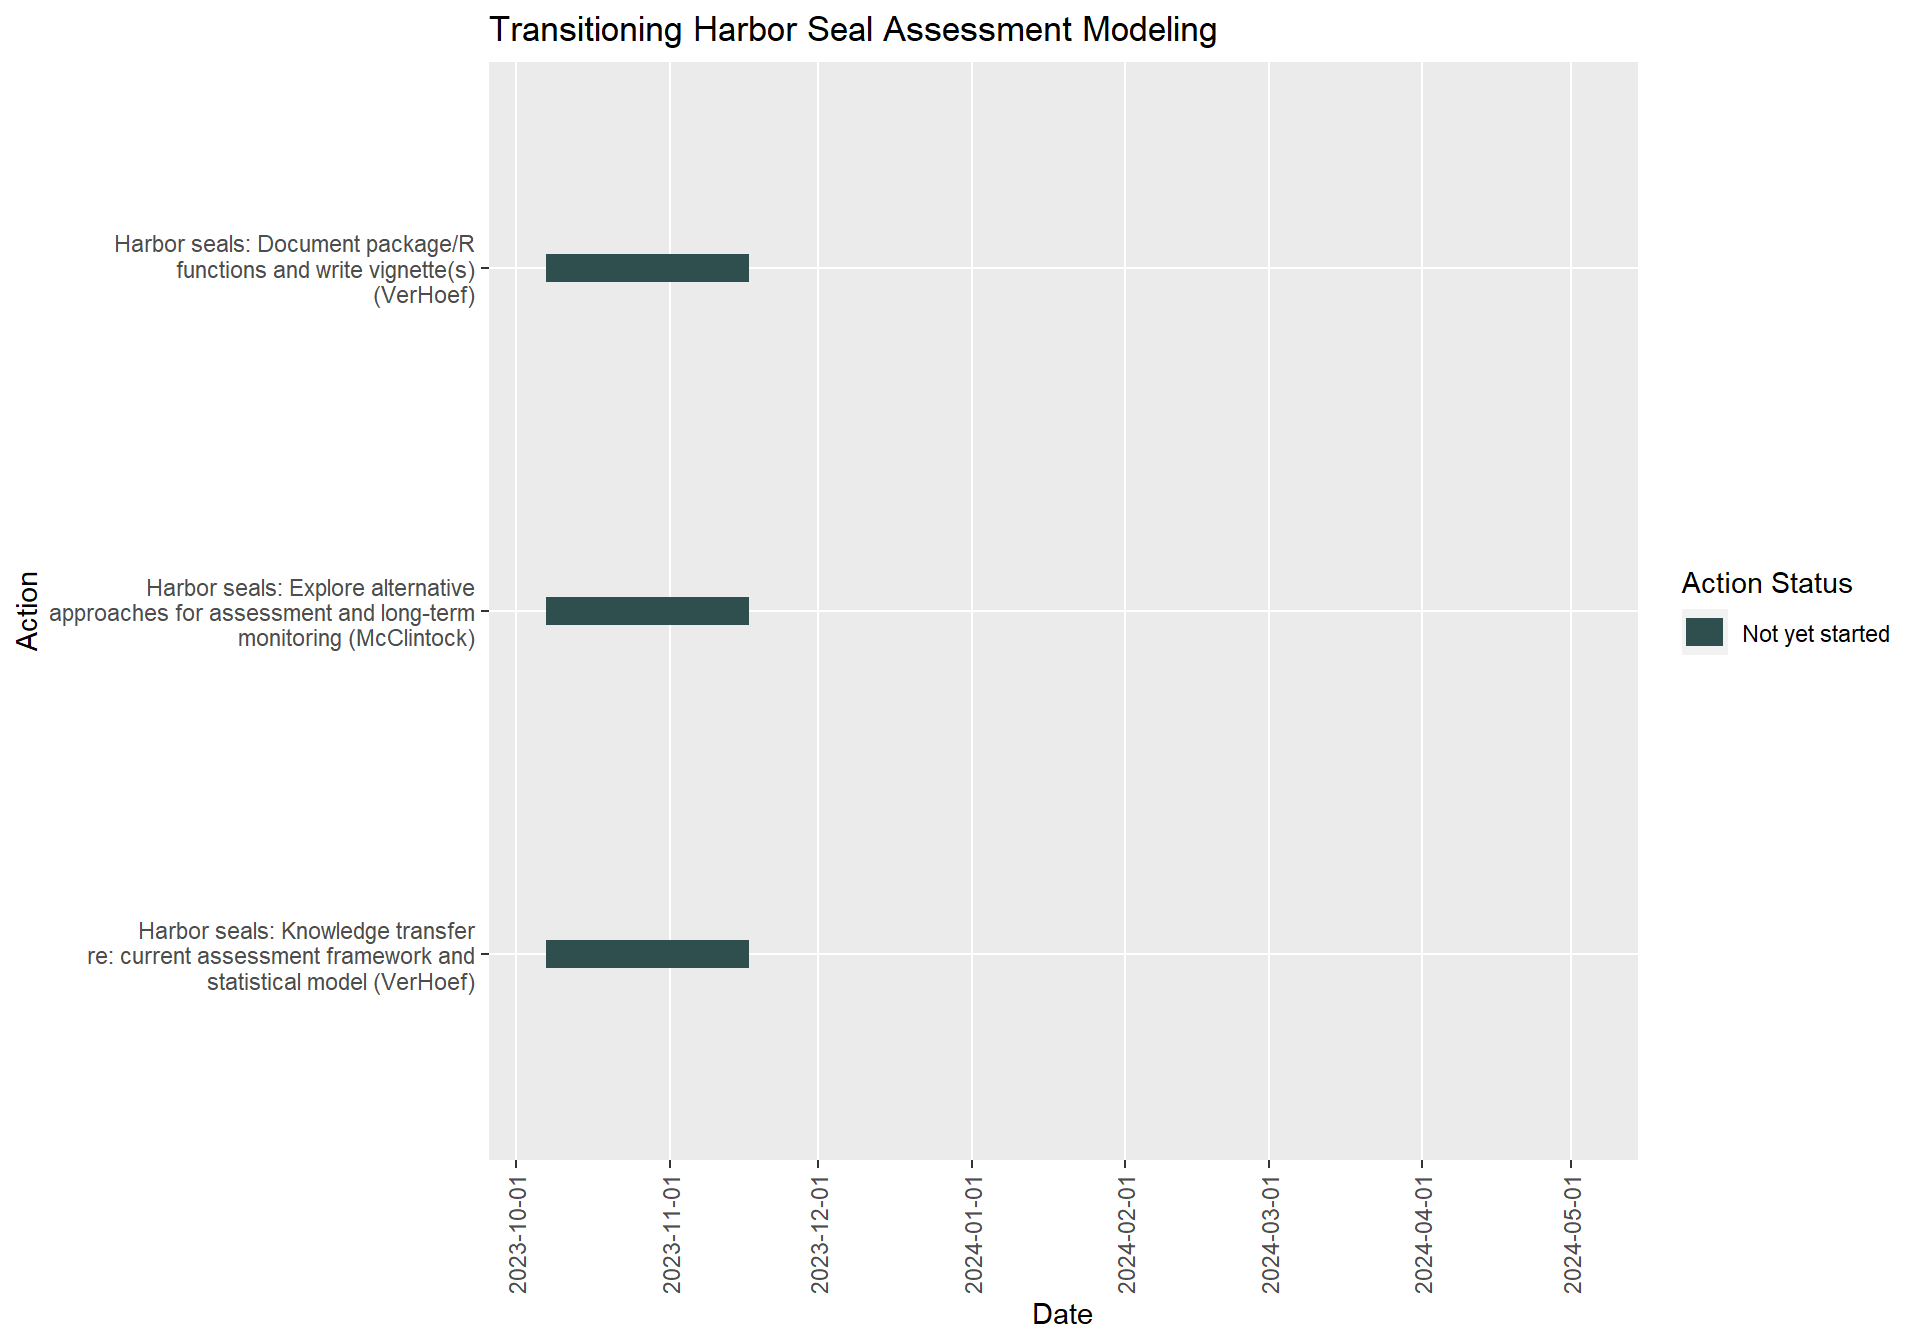 Transitioning Harbor Seal Assessment Modeling
Harbor seals: Document package/R
functions and write vignette(s)
(VerHoef)
Harbor seals: Explore alternative
approaches for assessment and long-term
monitoring (McClintock)
Harbor seals: Knowledge transfer
re: current assessment framework and
statistical model (VerHoef)
Action
2023-10-01
2023-11-01
2023-12-01
2024-01-01
2024-02-01
2024-03-01
2024-04-01
2024-05-01
Date
Action Status
Not yet started